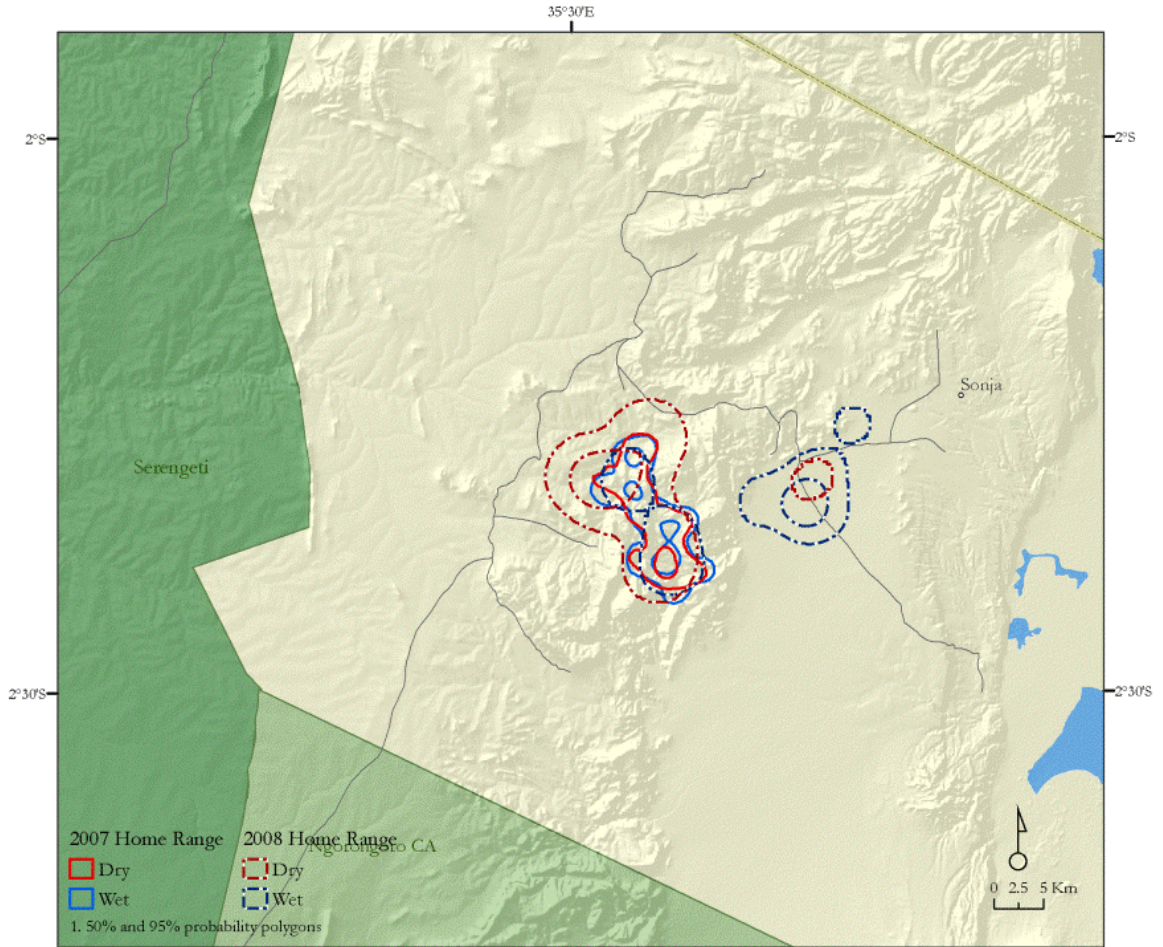 35°30'E
2°S
2°S
Sonja
Serengeti
2°30'S
2°30'S
2007 Home Range
2008 Home Range
Ngorongoro CA
Dry
Dry
Wet
Wet
0 2.5 5 Km
1. 50% and 95% probability polygons